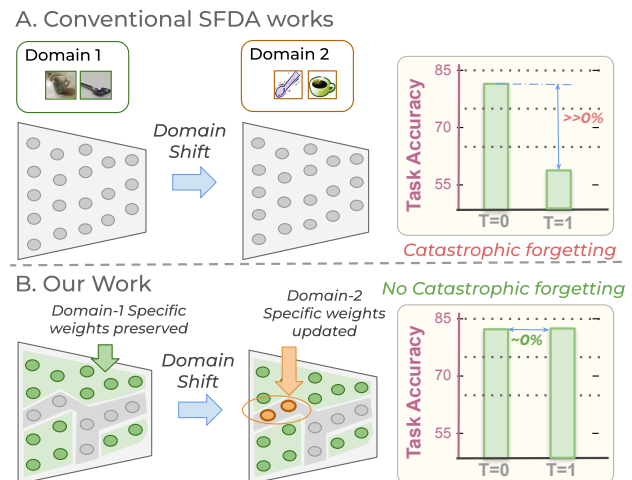 A. Conventional SFDA works
Domain 1
Domain 2
Domain
Shift
Task Accuracy
85
70
55
>>0%
T=0
T=1
Catastrophic forgetting
B. Our Work
Domain-1 Specific
weights preserved
Domain
Shift
Domain-2
Specific weights
updated
No Catastrophic forgetting
Task Accuracy
85
70
55
~0%
T=0
T=1